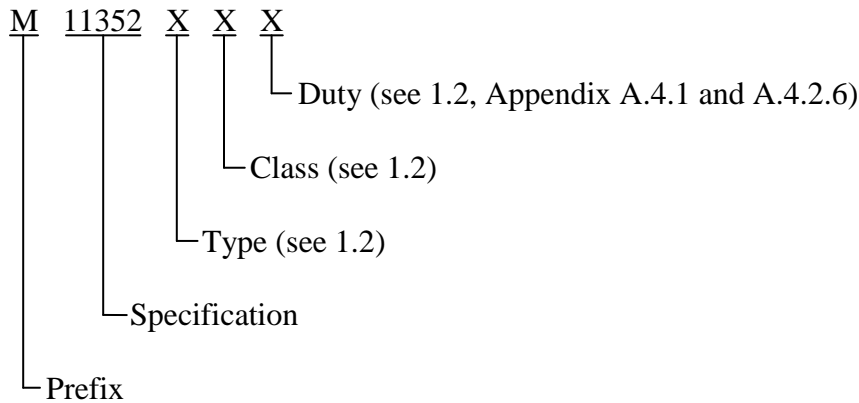 M 11352 X X X
Duty (see 1.2, Appendix A.4.1 and A.4.2.6)
Class (see 1.2)
Type (see 1.2)
Specification
Prefix